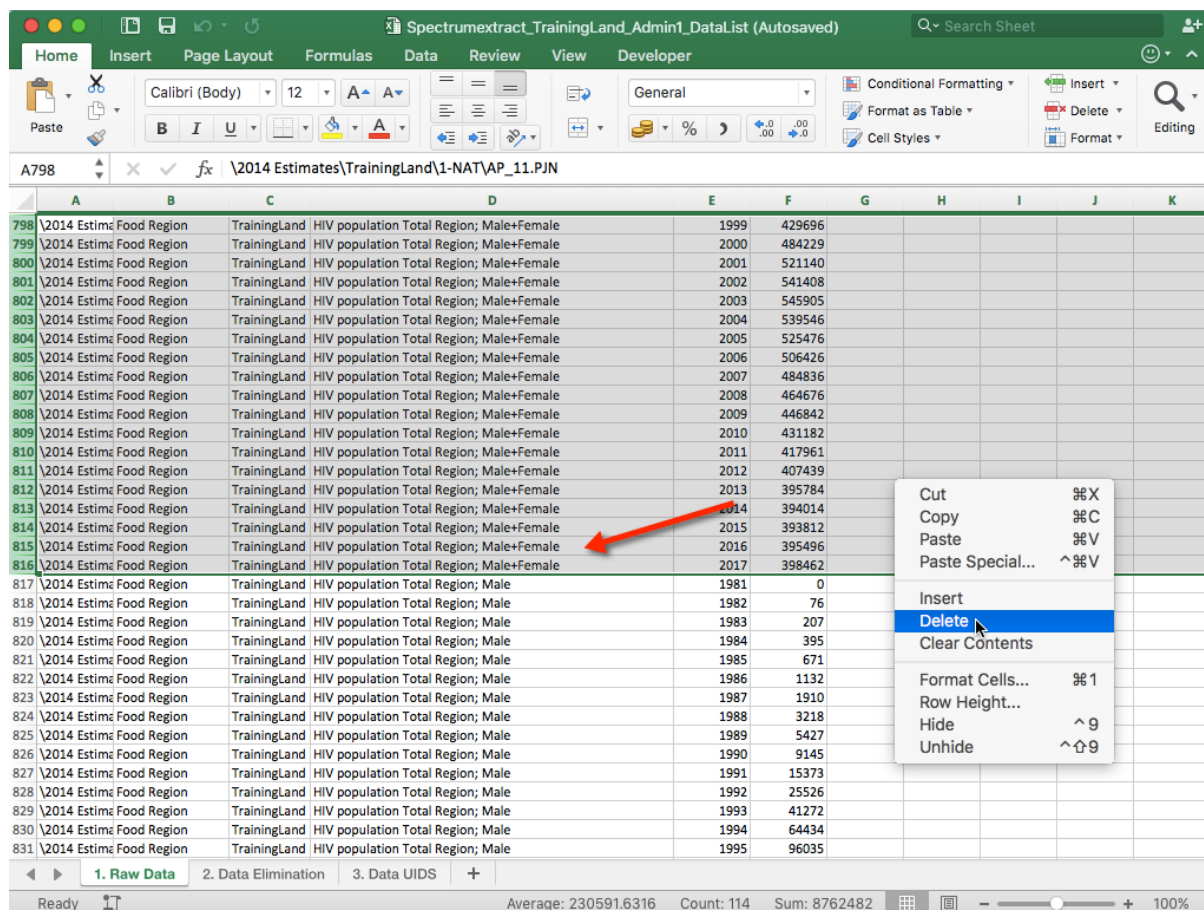 Spectrumextract_TrainingLand_Admin1_DataList (Autosaved)
Search Sheet
Home Insert Page Layout Formulas Data Review View Developer
Paste
Calibri (Body) 12 A A
B I U A
General
% .0 .00 .00 .0
Conditional Formatting
Format as Table
Cell Styles
Insert
Delete
Format
Editing
A798 fx \2014 Estimates\TrainingLand\1-NAT\AP_11.PJN
A B C D E F G H I J K
798 \2014 Estima Food Region TrainingLand HIV population Total Region; Male+Female 1999 429696
799 \2014 Estima Food Region TrainingLand HIV population Total Region; Male+Female 2000 484229
800 \2014 Estima Food Region TrainingLand HIV population Total Region; Male+Female 2001 521140
801 \2014 Estima Food Region TrainingLand HIV population Total Region; Male+Female 2002 541408
802 \2014 Estima Food Region TrainingLand HIV population Total Region; Male+Female 2003 545905
803 \2014 Estima Food Region TrainingLand HIV population Total Region; Male+Female 2004 539546
804 \2014 Estima Food Region TrainingLand HIV population Total Region; Male+Female 2005 525476
805 \2014 Estima Food Region TrainingLand HIV population Total Region; Male+Female 2006 506426
806 \2014 Estima Food Region TrainingLand HIV population Total Region; Male+Female 2007 484836
807 \2014 Estima Food Region TrainingLand HIV population Total Region; Male+Female 2008 464676
808 \2014 Estima Food Region TrainingLand HIV population Total Region; Male+Female 2009 446842
809 \2014 Estima Food Region TrainingLand HIV population Total Region; Male+Female 2010 431182
810 \2014 Estima Food Region TrainingLand HIV population Total Region; Male+Female 2011 417961
811 \2014 Estima Food Region TrainingLand HIV population Total Region; Male+Female 2012 407439
812 \2014 Estima Food Region TrainingLand HIV population Total Region; Male+Female 2013 395784
813 \2014 Estima Food Region TrainingLand HIV population Total Region; Male+Female 2014 394014
814 \2014 Estima Food Region TrainingLand HIV population Total Region; Male+Female 2015 393812
815 \2014 Estima Food Region TrainingLand HIV population Total Region; Male+Female 2016 395496
816 \2014 Estima Food Region TrainingLand HIV population Total Region; Male+Female 2017 398462
817 \2014 Estima Food Region TrainingLand HIV population Total Region; Male 1981 0
818 \2014 Estima Food Region TrainingLand HIV population Total Region; Male 1982 76
819 \2014 Estima Food Region TrainingLand HIV population Total Region; Male 1983 207
820 \2014 Estima Food Region TrainingLand HIV population Total Region; Male 1984 395
821 \2014 Estima Food Region TrainingLand HIV population Total Region; Male 1985 671
822 \2014 Estima Food Region TrainingLand HIV population Total Region; Male 1986 1132
823 \2014 Estima Food Region TrainingLand HIV population Total Region; Male 1987 1910
824 \2014 Estima Food Region TrainingLand HIV population Total Region; Male 1988 3218
825 \2014 Estima Food Region TrainingLand HIV population Total Region; Male 1989 5427
826 \2014 Estima Food Region TrainingLand HIV population Total Region; Male 1990 9145
827 \2014 Estima Food Region TrainingLand HIV population Total Region; Male 1991 15373
828 \2014 Estima Food Region TrainingLand HIV population Total Region; Male 1992 25526
829 \2014 Estima Food Region TrainingLand HIV population Total Region; Male 1993 41272
830 \2014 Estima Food Region TrainingLand HIV population Total Region; Male 1994 64434
831 \2014 Estima Food Region TrainingLand HIV population Total Region; Male 1995 96035
Cut ⌘X
Copy ⌘C
Paste ⌘V
Paste Special... ^⌘V
Insert
Delete
Clear Contents
Format Cells... ⌘1
Row Height...
Hide ^9
Unhide ^⇧9
1. Raw Data 2. Data Elimination 3. Data UIDS +
Ready Average: 230591.6316 Count: 114 Sum: 8762482 100%